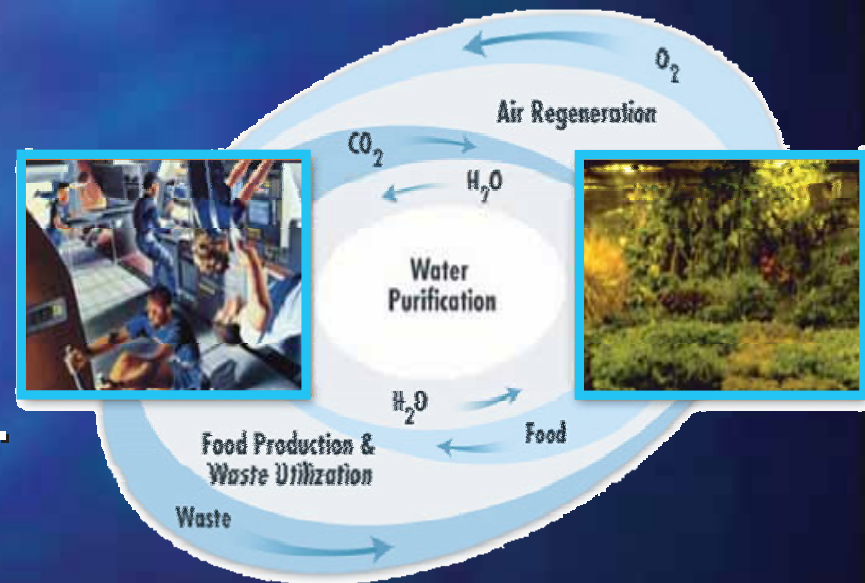 O₂
Air Regeneration
CO₂
H₂O
Water
Purification
H₂O
Food
Food Production &
Waste Utilization
Waste